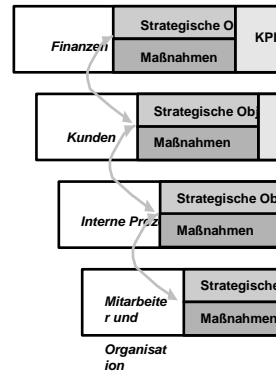 Strategische O
KPI
Finanzen
Maßnahmen
Strategische Obj
Kunden
Maßnahmen
Strategische Ob
Interne Proz
Maßnahmen
Strategische
Mitarbeite
r und
Maßnahmen
Organisat
ion